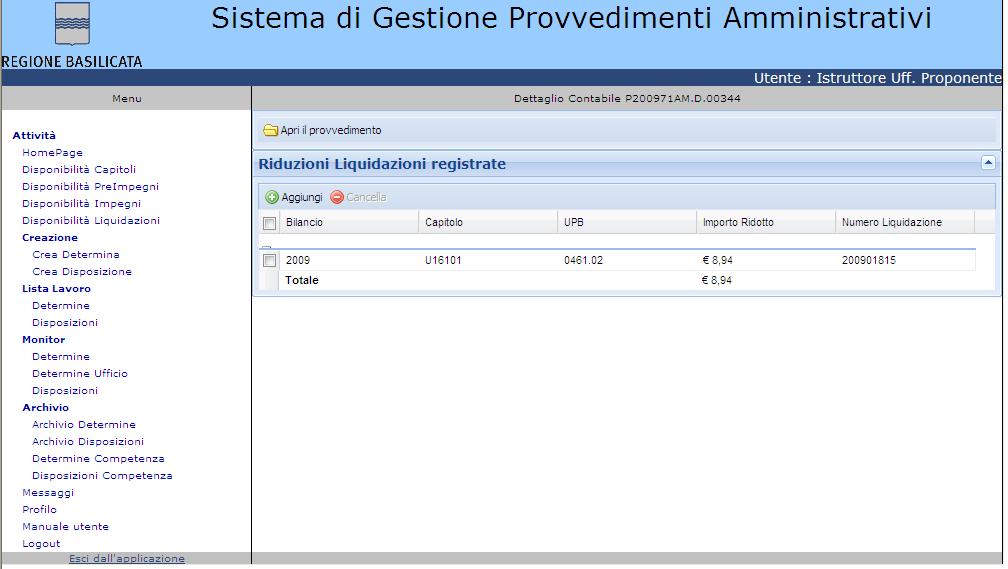 Sistema di Gestione Provvedimenti Amministrativi
REGIONE BASILICATA
Utente : Istruttore Uff. Proponente
Menu
Dettaglio Contabile P200971AM.D.00344
Attività
HomePage
Disponibilità Capitoli
Disponibilità PreImpegni
Disponibilità Impegni
Disponibilità Liquidazioni
Creazione
Crea Determina
Crea Disposizione
Lista Lavoro
Determine
Disposizioni
Monitor
Determine
Determine Ufficio
Disposizioni
Archivio
Archivio Determine
Archivio Disposizioni
Determine Competenza
Disposizioni Competenza
Messaggi
Profilo
Manuale utente
Logout
Esci dall'applicazione
Apri il provvedimento
Riduzioni Liquidazioni registrate
Aggiungi Cancella
Bilancio Capitolo UPB Importo Ridotto Numero Liquidazione
2009 U16101 0461.02 € 8,94 200901815
Totale € 8,94